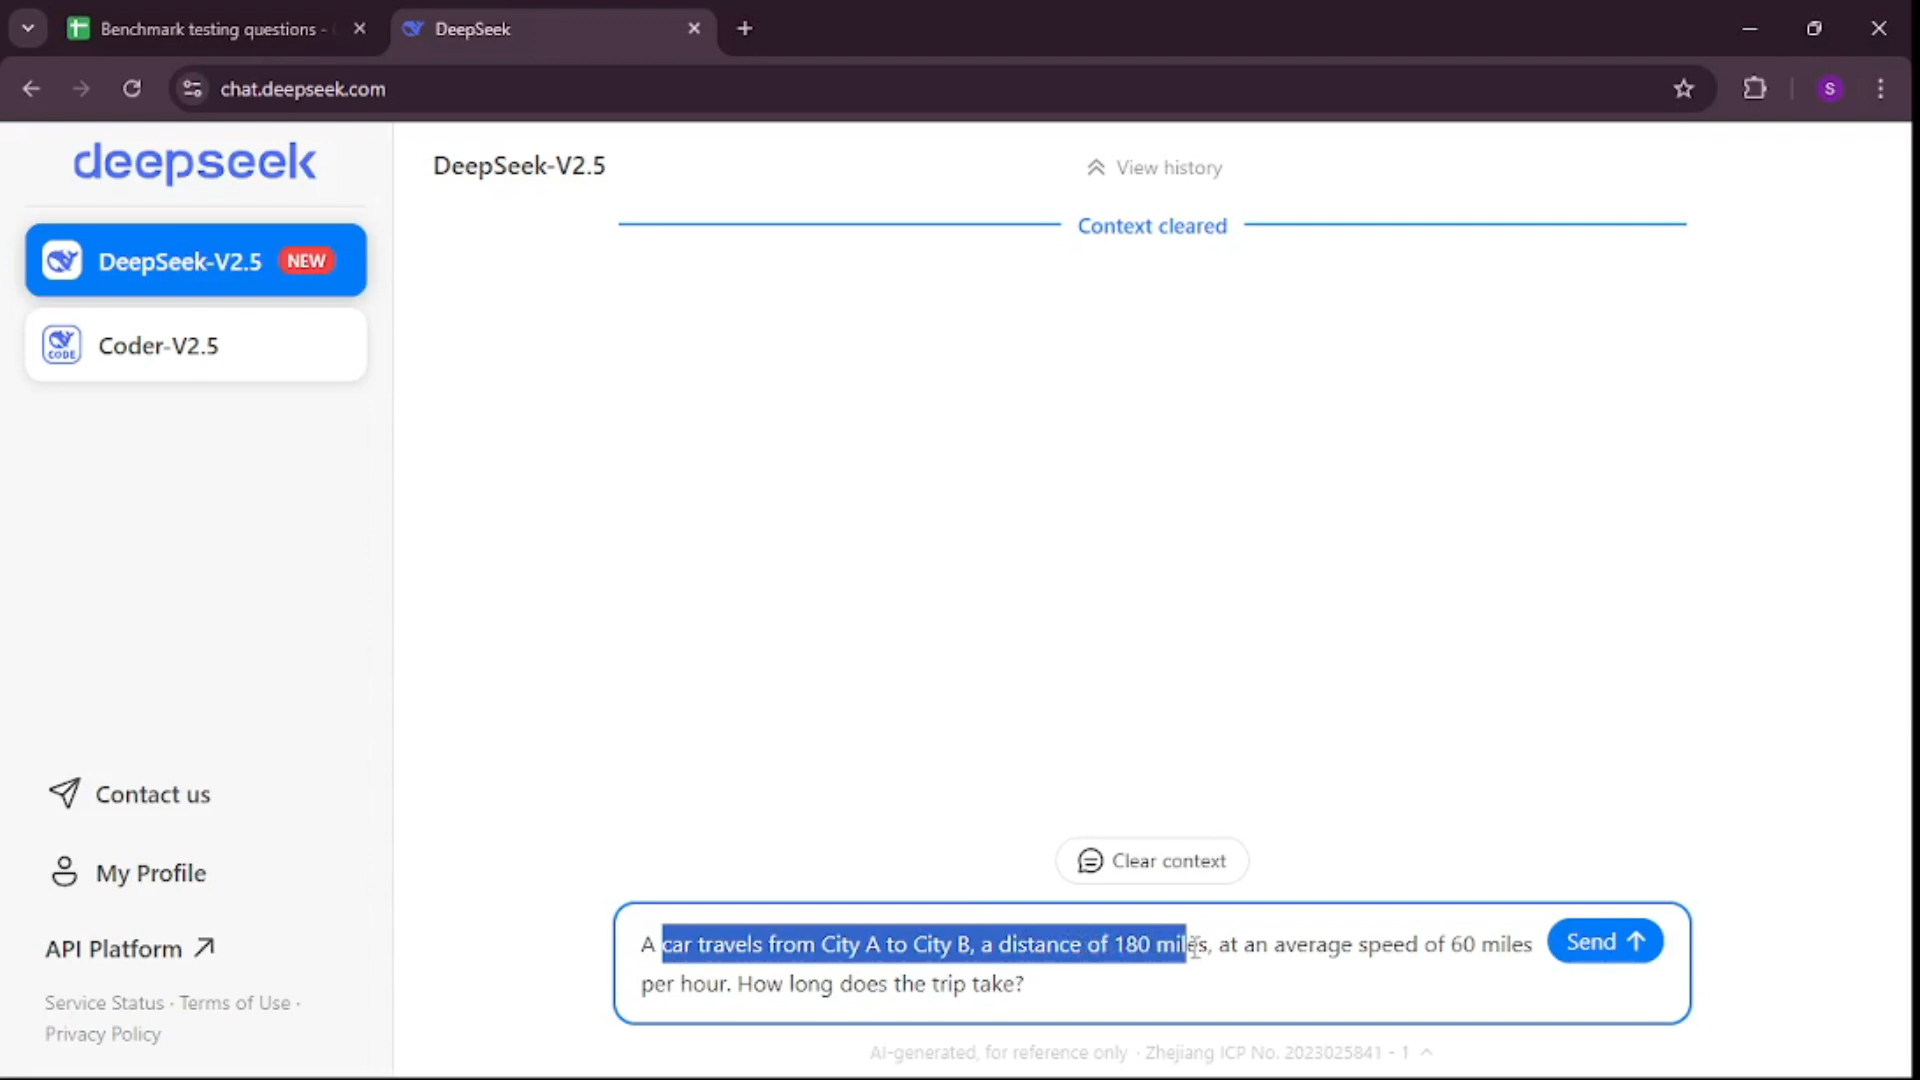 Benchmark testing questions -
DeepSeek
chat.deepseek.com
S
deepseek
DeepSeek-V2.5 NEW
CODE Coder-V2.5
Contact us
My Profile
API Platform
Service Status · Terms of Use ·
Privacy Policy
DeepSeek-V2.5
View history
Context cleared
Clear context
A car travels from City A to City B, a distance of 180 miles, at an average speed of 60 miles
per hour. How long does the trip take?
Send
AI-generated, for reference only · Zhejiang ICP No. 2023025841 - 1